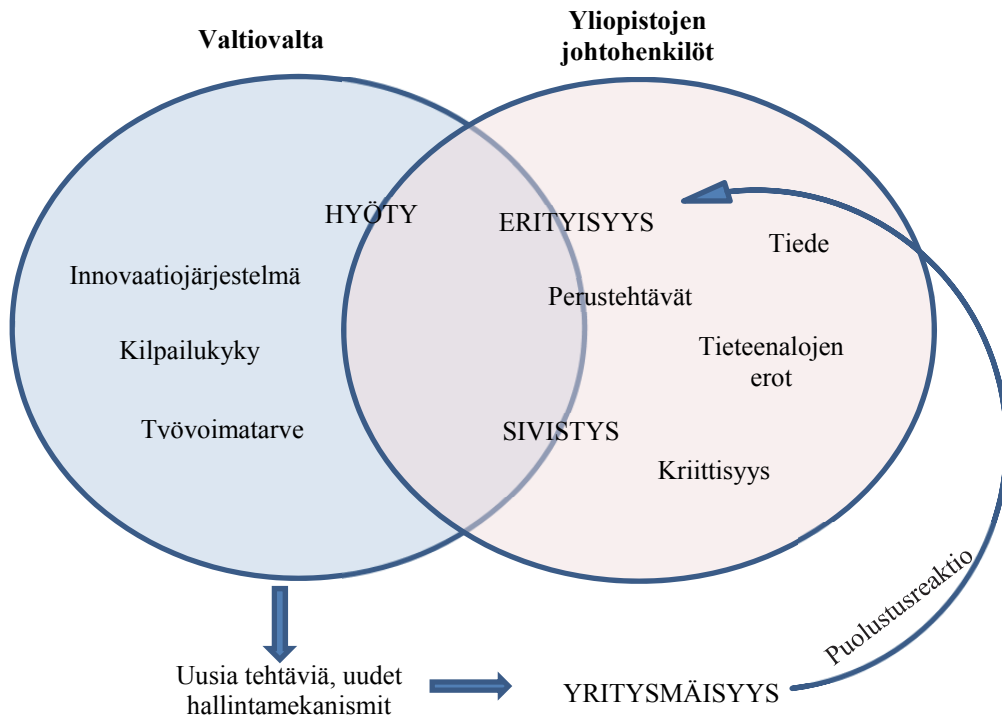 Valtiovalta
Yliopistojen
johtohenkilöt
HYÖTY
ERITYISYYS
Tiede
Innovaatiojärjestelmä
Perustehtävät
Kilpailukyky
Tieteenalojen
erot
Tvövoimatarve
SIVISTYS
Kriittisyys
Puolustusreaktio
Uusia tehtäviä, uudet
hallintamekanismit
YRITYSMÄISYYS